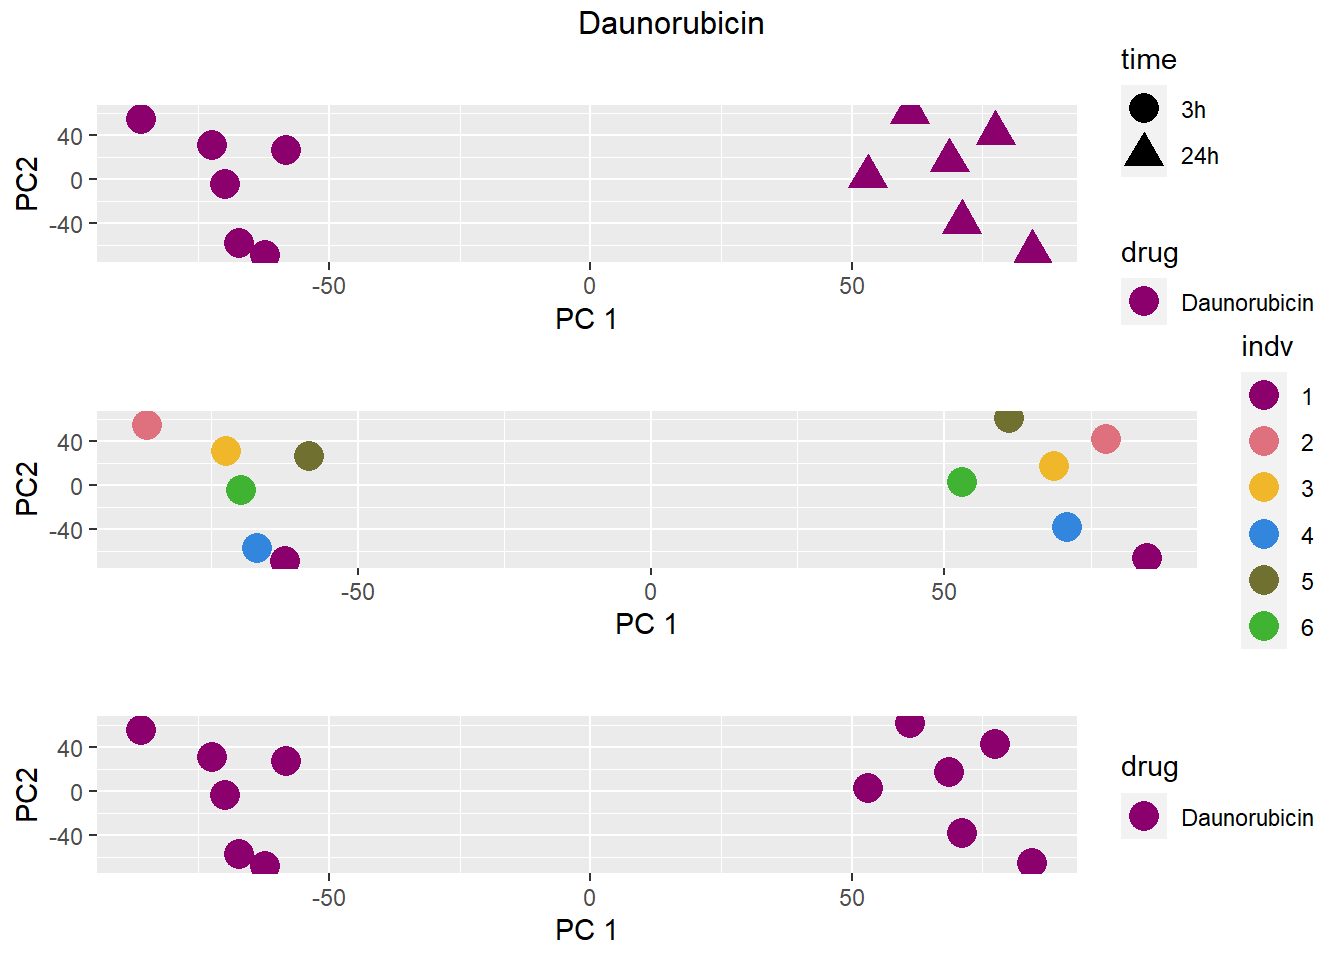 Daunorubicin
time
3h
24h
drug
Daunorubicin
PC2
40
0
-40
-50 0 50
PC 1
indv
1
2
3
4
5
6
PC2
40
0
-40
-50 0 50
PC 1
drug
Daunorubicin
PC2
40
0
-40
-50 0 50
PC 1